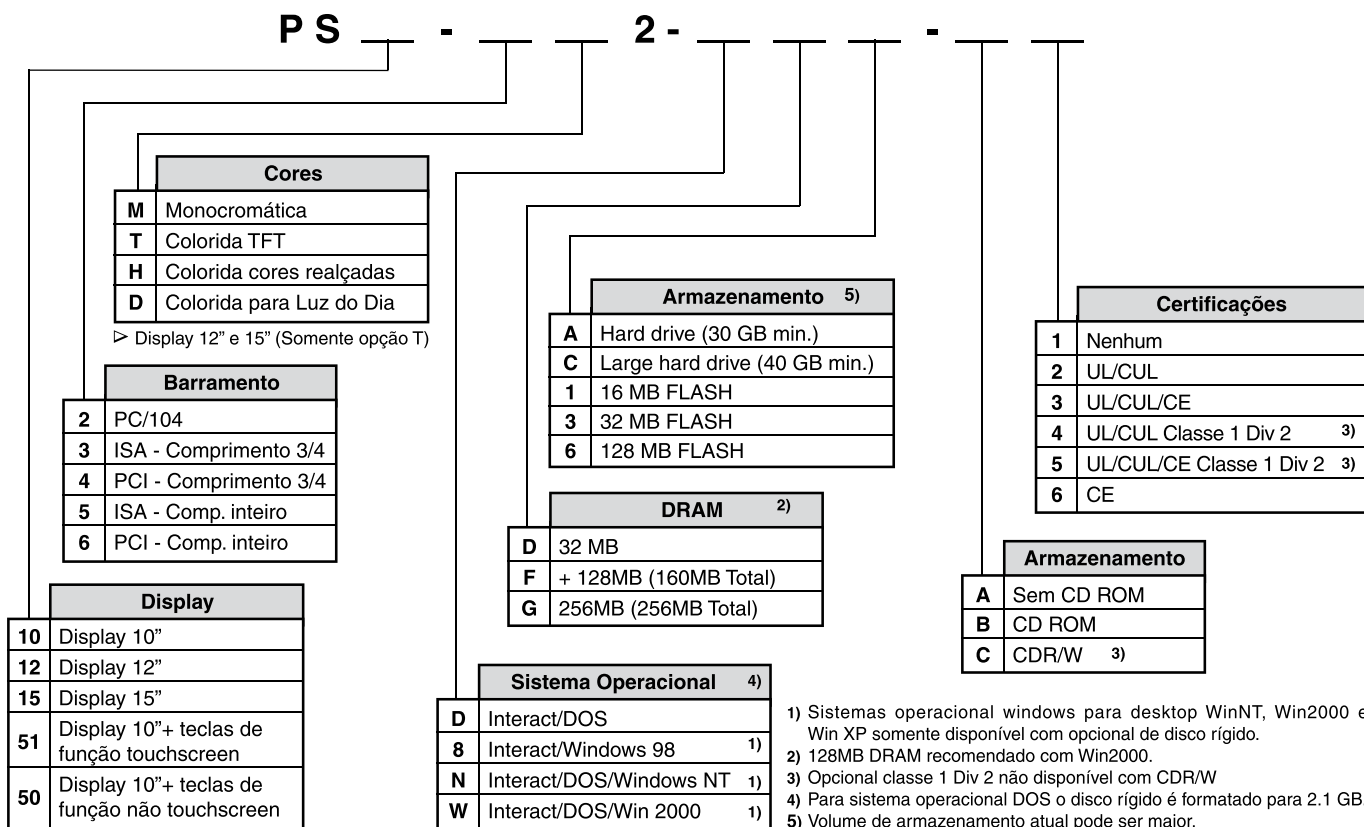 PS ___ - ___ ___ 2 - ___ ___ ___ - ___ ___
Cores
M Monocromática
T Colorida TFT
H Colorida cores realçadas
D Colorida para Luz do Dia
⊳ Display 12” e 15” (Somente opção T)
Barramento
2 PC/104
3 ISA - Comprimento 3/4
4 PCI - Comprimento 3/4
5 ISA - Comp. inteiro
6 PCI - Comp. inteiro
Display
10 Display 10”
12 Display 12”
15 Display 15”
51 Display 10”+ teclas de
função touchscreen
50 Display 10”+ teclas de
função não touchscreen
Armazenamento 5)
A Hard drive (30 GB min.)
C Large hard drive (40 GB min.)
1 16 MB FLASH
3 32 MB FLASH
6 128 MB FLASH
DRAM 2)
D 32 MB
F + 128MB (160MB Total)
G 256MB (256MB Total)
Sistema Operacional 4)
D Interact/DOS
8 Interact/Windows 98 1)
N Interact/DOS/Windows NT 1)
W Interact/DOS/Win 2000 1)
Certificações
1 Nenhum
2 UL/CUL
3 UL/CUL/CE
4 UL/CUL Classe 1 Div 2 3)
5 UL/CUL/CE Classe 1 Div 2 3)
6 CE
Armazenamento
A Sem CD ROM
B CD ROM
C CDR/W 3)
1) Sistemas operacional windows para desktop WinNT, Win2000 e
Win XP somente disponível com opcional de disco rígido.
2) 128MB DRAM recomendado com Win2000.
3) Opcional classe 1 Div 2 não disponível com CDR/W
4) Para sistema operacional DOS o disco rígido é formatado para 2.1 GB
5) Volume de armazenamento atual pode ser maior.